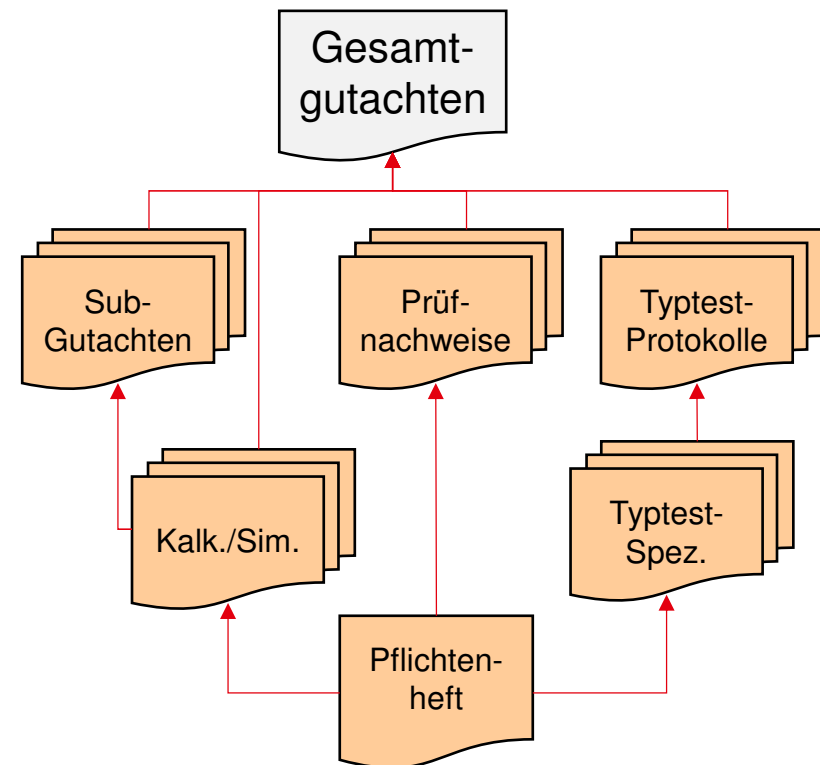 Gesamt-
gutachten
Sub-
Gutachten
Prüf-
nachweise
Typtest-
Protokolle
Kalk./Sim.
Typtest-
Spez.
Pflichten-
heft